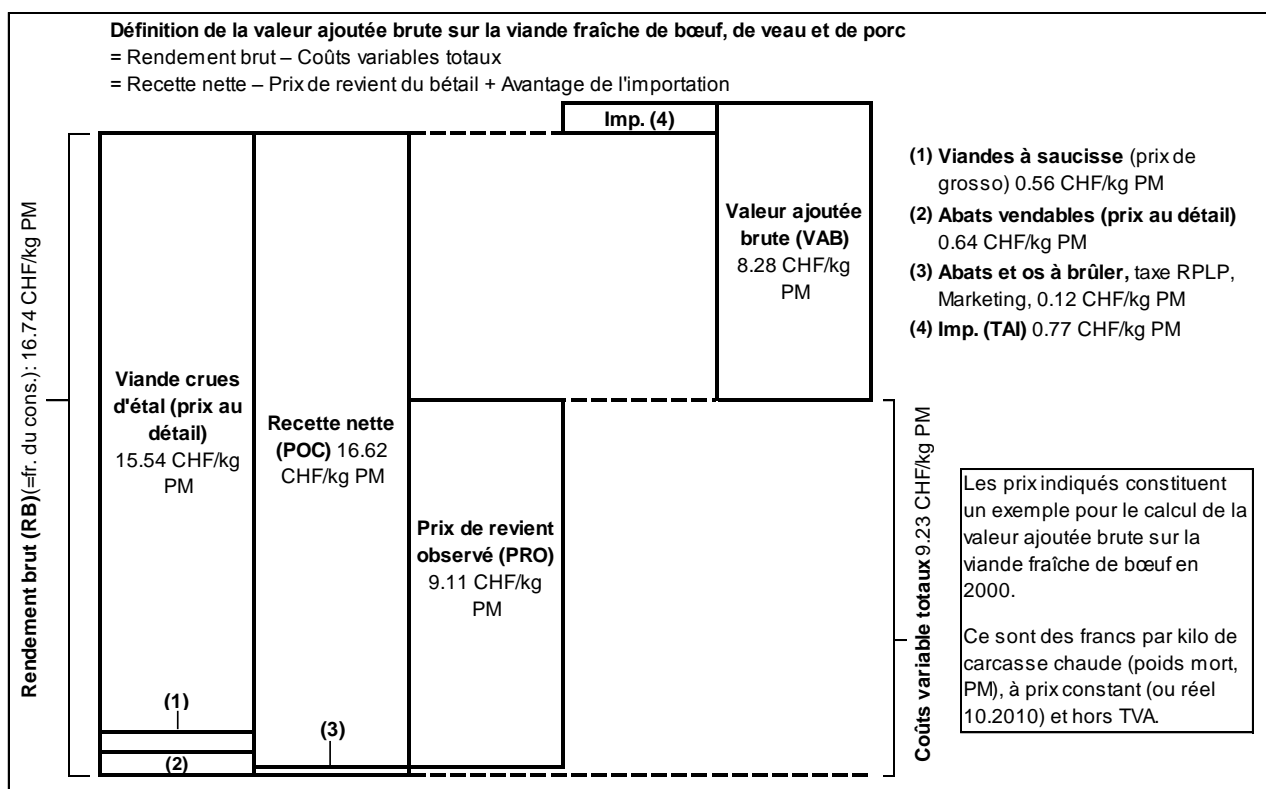 Définition de la valeur ajoutée brute sur la viande fraîche de bœuf, de veau et de porc
= Rendement brut – Coûts variables totaux
= Recette nette – Prix de revient du bétail + Avantage de l'importation
Rendement brut (RB)(=fr. du cons.): 16.74 CHF/kg PM
Viande crues
d'étal (prix au
détail)
15.54 CHF/kg
PM
(1)
(2)
Recette nette
(POC) 16.62
CHF/kg PM
(3)
Prix de revient
observé (PRO)
9.11 CHF/kg
PM
Imp. (4)
Valeur ajoutée
brute (VAB)
8.28 CHF/kg
PM
Coûts variable totaux 9.23 CHF/kg PM
(1) Viandes à saucisse (prix de
grosso) 0.56 CHF/kg PM
(2) Abats vendables (prix au détail)
0.64 CHF/kg PM
(3) Abats et os à brûler, taxe RPLP,
Marketing, 0.12 CHF/kg PM
(4) Imp. (TAI) 0.77 CHF/kg PM
Les prix indiqués constituent
un exemple pour le calcul de la
valeur ajoutée brute sur la
viande fraîche de bœuf en
2000.
Ce sont des francs par kilo de
carcasse chaude (poids mort,
PM), à prix constant (ou réel
10.2010) et hors TVA.